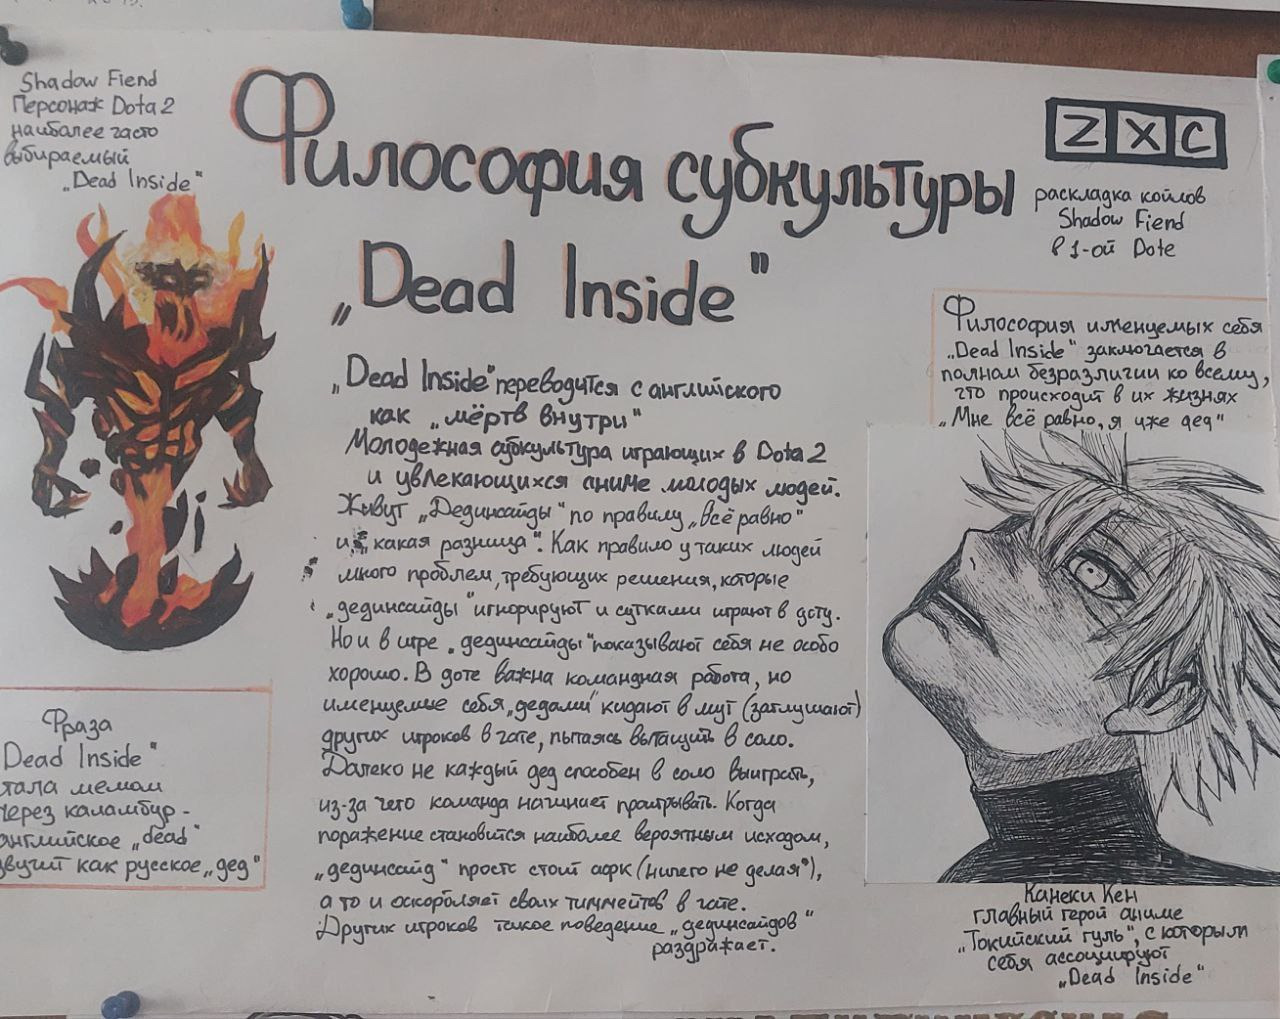 Shadow Fiend
Персонаж Dota 2
наиболее часто
выбираемый
„Dead Inside"
Философия субкультуры
„Dead Inside"
Z X C
раскладка койлов
Shadow Fiend
в 1-ой Dote
Философия именуемых себя
„Dead Inside" заключается в
полном безразличии ко всему,
что происходит в их жизнях
„Мне всё равно, я уже дед"
„Dead Inside" переводится с английского
как „мёртв внутри"
Молодежная субкультура играющих в Dota 2
и увлекающихся аниме молодых людей.
Живут „Дединсайды" по правилу „всё равно"
и „какая разница". Как правило у таких людей
много проблем, требующих решения, которые
„дединсайды" игнорируют и сутками играют в доту.
Но и в игре „дединсайды" показывают себя не особо
хорошо. В доте важна командная работа, но
именуемые себя „дедами" кидают в мут (заглушают)
других игроков в чате, пытаясь вытащить в соло.
Далеко не каждый дед способен в соло выиграть,
из-за чего команда начинает проигрывать. Когда
поражение становится наиболее вероятным исходом,
„дединсайд" просто стоит афк (ничего не делая"),
а то и оскорбляет своих тиммейтов в чате.
Других игроков такое поведение „дединсайдов"
раздражает.
Фраза
Dead Inside"
тала мемом
через каламбур -
английское „dead"
звучит как русское „дед"
Канеки Кен
главный герой аниме
„Токийский гуль", с которым
себя ассоциируют
„Dead Inside"